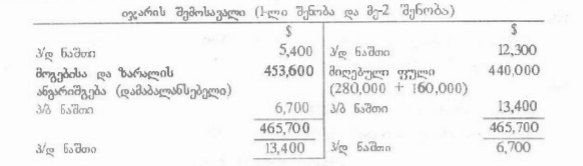 იჯარის შემოსავალი (1-ლი შენობა და მე-2 შენობა)
$ $
პ/დ ნაშთი 5,400 პ/დ ნაშთი 12,300
მოგებისა და ზარალის 453,600 მიღებული ფული 440,000
ანგარიშგება (დამაბალანსებელი) (280,000 + 160,000)
პ/ბ ნაშთი 6,700 პ/ბ ნაშთი 13,400
465,700 465,700
პ/დ ნაშთი 13,400 პ/დ ნაშთი 6,700